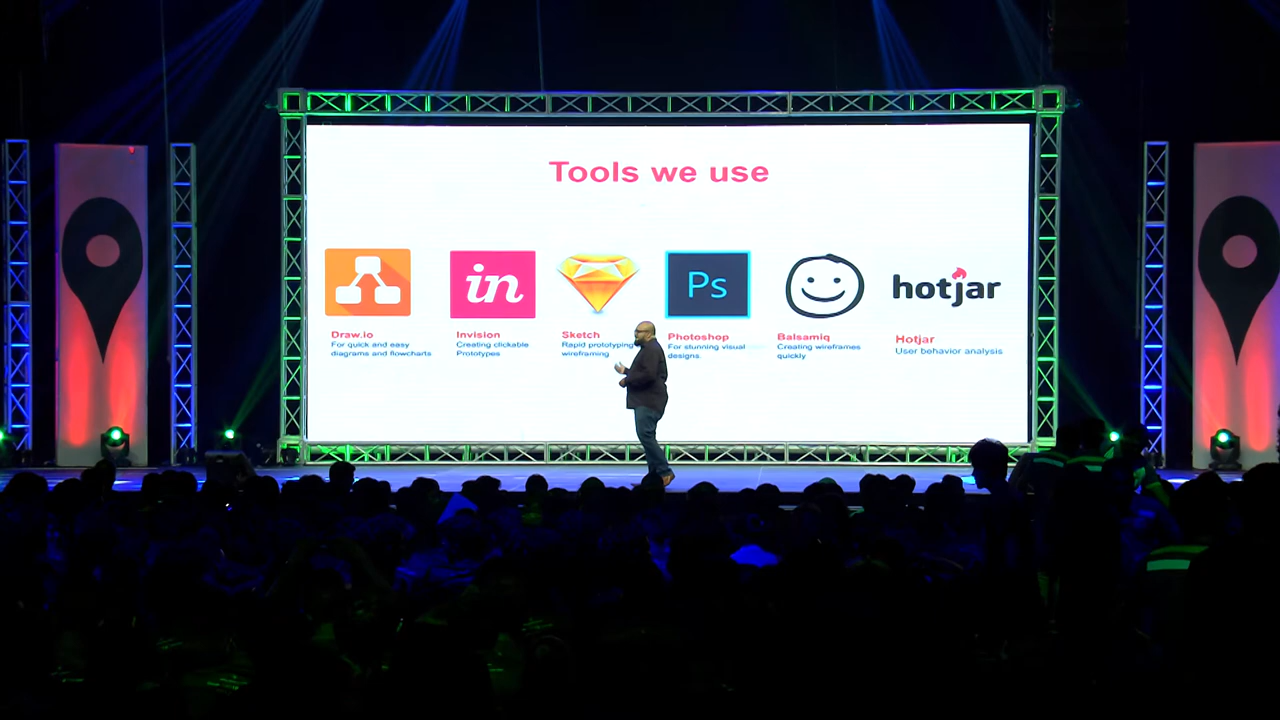 Tools we use
in
Ps
hotjar
Draw.io
For quick and easy
diagrams and flowcharts
Invision
Creating clickable
Prototypes
Sketch
Rapid prototyping
wireframing
Photoshop
For stunning visual
designs.
Balsamiq
Creating wireframes
quickly
Hotjar
User behavior analysis